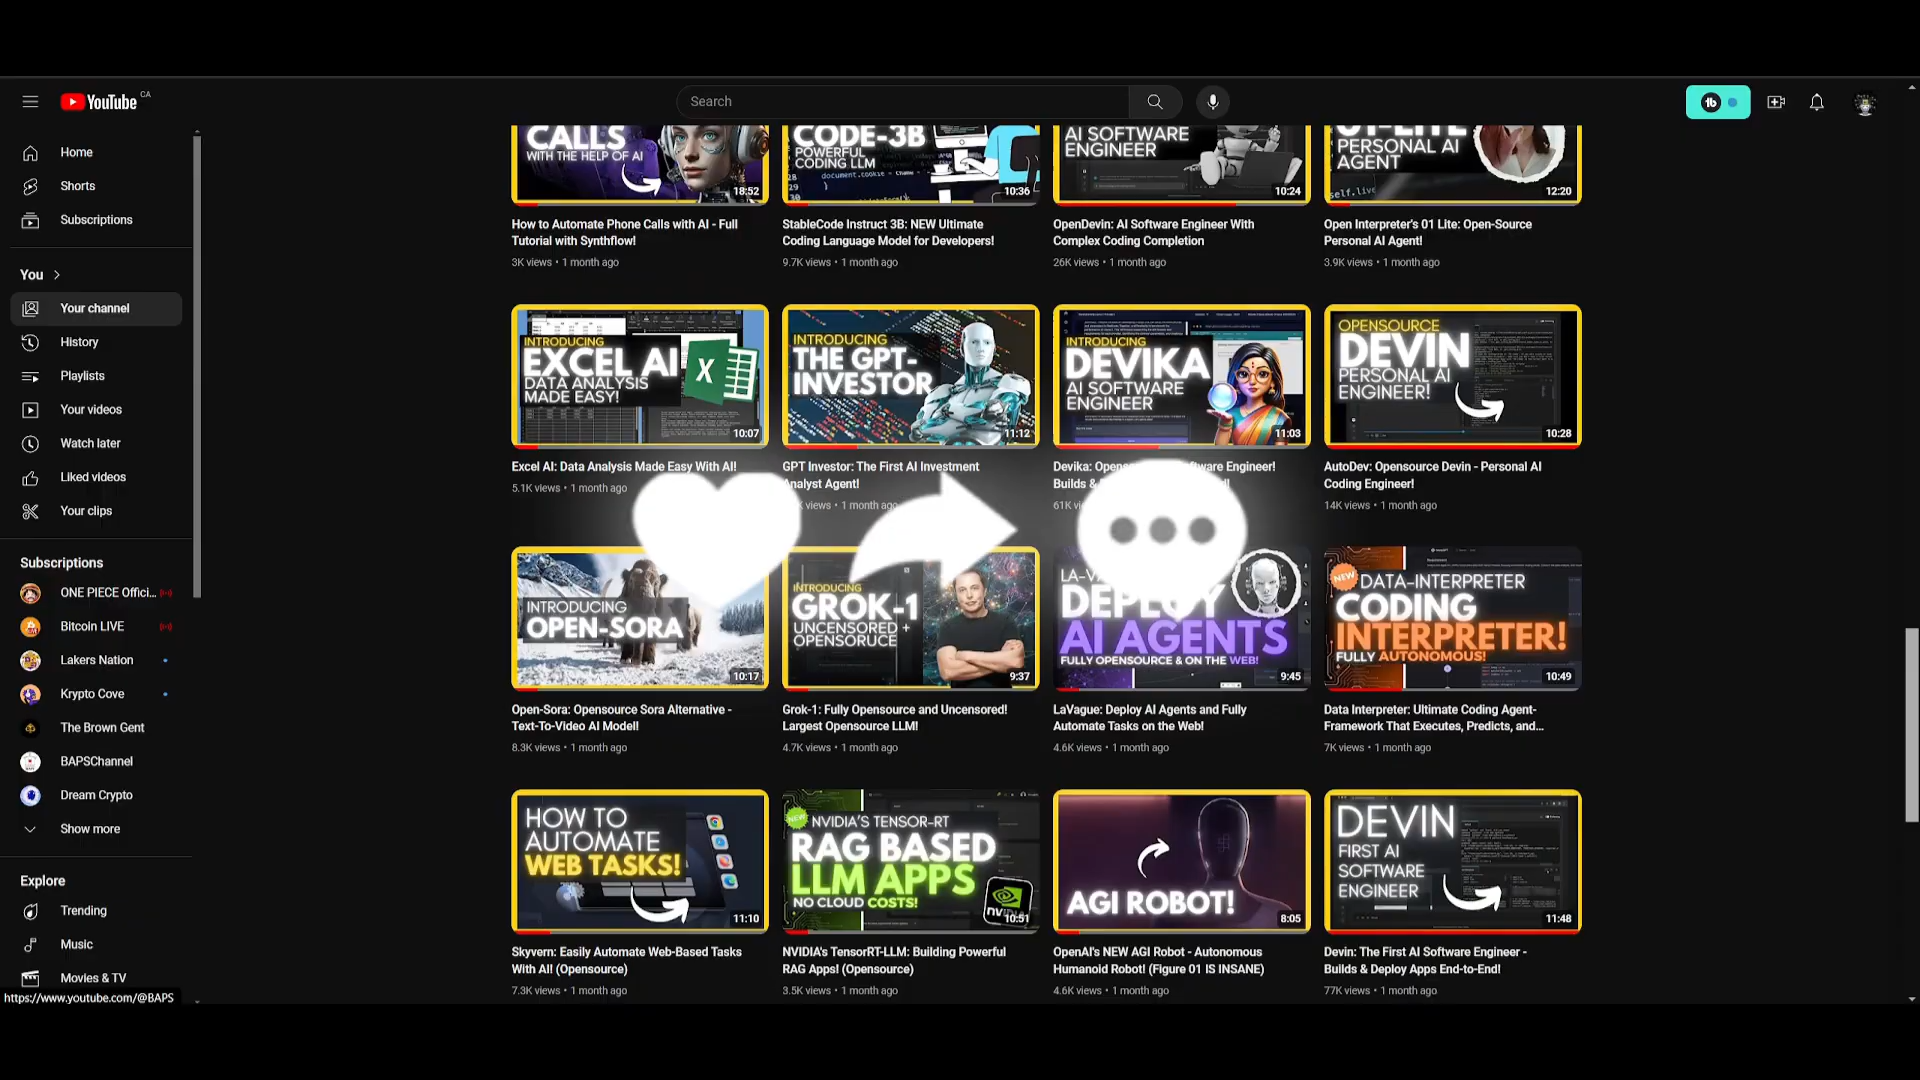 YouTube CA
Search
Home
Shorts
Subscriptions
You
Your channel
History
Playlists
Your videos
Watch later
Liked videos
Your clips
Subscriptions
ONE PIECE Offici...
Bitcoin LIVE
Lakers Nation
Krypto Cove
The Brown Gent
BAPSChannel
Dream Crypto
Show more
Explore
Trending
Music
Movies & TV
https://www.youtube.com/@BAPS
CALLS
WITH THE HELP OF AI
18:52
How to Automate Phone Calls with AI - Full
Tutorial with Synthflow!
3K views • 1 month ago
CODE-3B
POWERFUL
CODING LLM
10:36
StableCode Instruct 3B: NEW Ultimate
Coding Language Model for Developers!
9.7K views • 1 month ago
AI SOFTWARE
ENGINEER
10:24
OpenDevin: AI Software Engineer With
Complex Coding Completion
26K views • 1 month ago
01-LITE
PERSONAL AI
AGENT
12:20
Open Interpreter's 01 Lite: Open-Source
Personal AI Agent!
3.9K views • 1 month ago
INTRODUCING
EXCEL AI
DATA ANALYSIS
MADE EASY!
10:07
Excel AI: Data Analysis Made Easy With AI!
5.1K views • 1 month ago
INTRODUCING
THE GPT-
INVESTOR
11:12
GPT Investor: The First AI Investment
Analyst Agent!
views • 1 month ago
INTRODUCING
DEVIKA
AI SOFTWARE
ENGINEER
11:03
Devika: Engineer!
Builds &
61K
OPENSOURCE
DEVIN
PERSONAL AI
ENGINEER!
10:28
AutoDev: Opensource Devin - Personal AI
Coding Engineer!
14K views • 1 month ago
INTRODUCING
OPEN-SORA
10:17
Open-Sora: Opensource Sora Alternative -
Text-To-Video AI Model!
8.3K views • 1 month ago
INTRODUCING
GROK-1
UNCENSORED +
OPENSORUCE
9:37
Grok-1: Fully Opensource and Uncensored!
Largest Opensource LLM!
4.7K views • 1 month ago
DEPLOY
AI AGENTS
FULLY OPENSOURCE & ON THE WEB!
9:45
LaVague: Deploy AI Agents and Fully
Automate Tasks on the Web!
4.6K views • 1 month ago
NEW
DATA-INTERPRETER
CODING
INTERPRETER!
FULLY AUTONOMOUS!
10:49
Data Interpreter: Ultimate Coding Agent-
Framework That Executes, Predicts, and...
7K views • 1 month ago
HOW TO
AUTOMATE
WEB TASKS!
11:10
Skyvern: Easily Automate Web-Based Tasks
With AI! (Opensource)
7.3K views • 1 month ago
NEW
NVIDIA'S TENSOR-RT
RAG BASED
LLM APPS
NO CLOUD COSTS!
10:51
NVIDIA's TensorRT-LLM: Building Powerful
RAG Apps! (Opensource)
3.5K views • 1 month ago
AGI ROBOT!
8:05
OpenAI's NEW AGI Robot - Autonomous
Humanoid Robot! (Figure 01 IS INSANE)
4.6K views • 1 month ago
DEVIN
FIRST AI
SOFTWARE
ENGINEER
11:48
Devin: The First AI Software Engineer -
Builds & Deploy Apps End-to-End!
77K views • 1 month ago